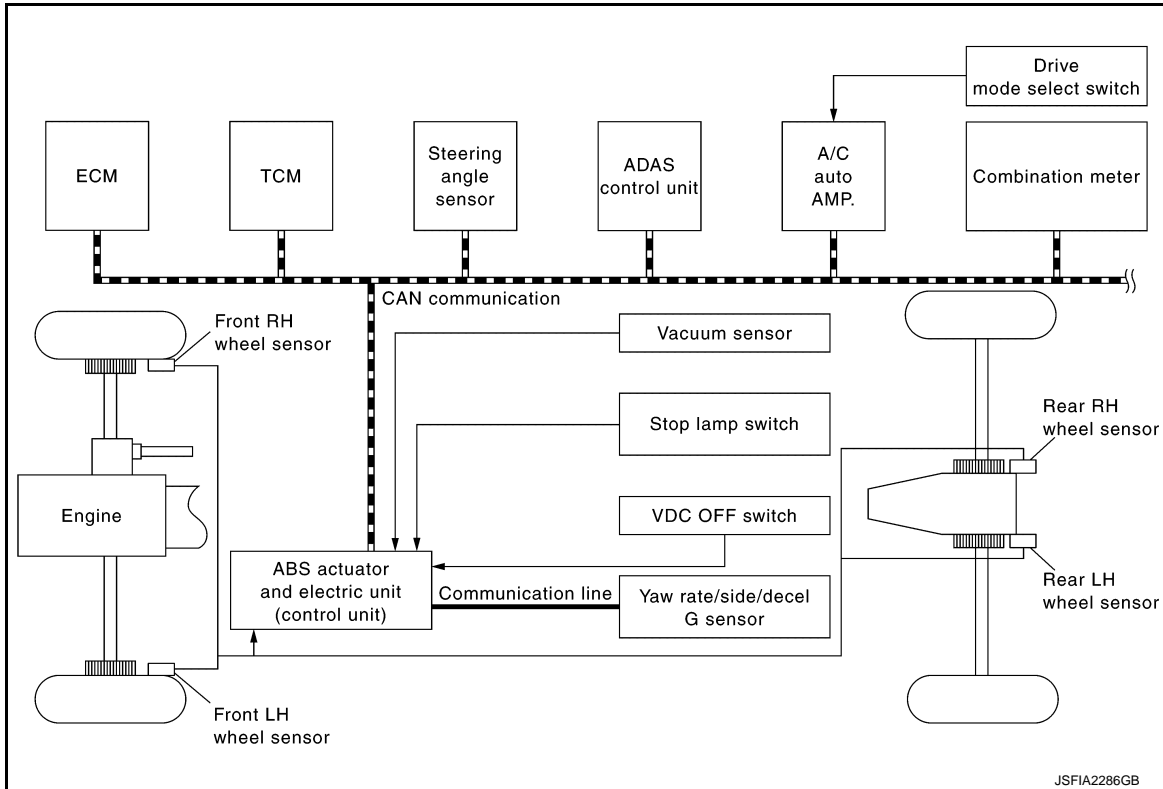 Drive
mode select switch
ECM
TCM
Steering
angle
sensor
ADAS
control unit
A/C
auto
AMP.
Combination meter
CAN communication
Front RH
wheel sensor
Vacuum sensor
Stop lamp switch
Rear RH
wheel sensor
Engine
VDC OFF switch
ABS actuator
and electric unit
(control unit)
Communication line
Yaw rate/side/decel
G sensor
Rear LH
wheel sensor
Front LH
wheel sensor
JSFIA2286GB